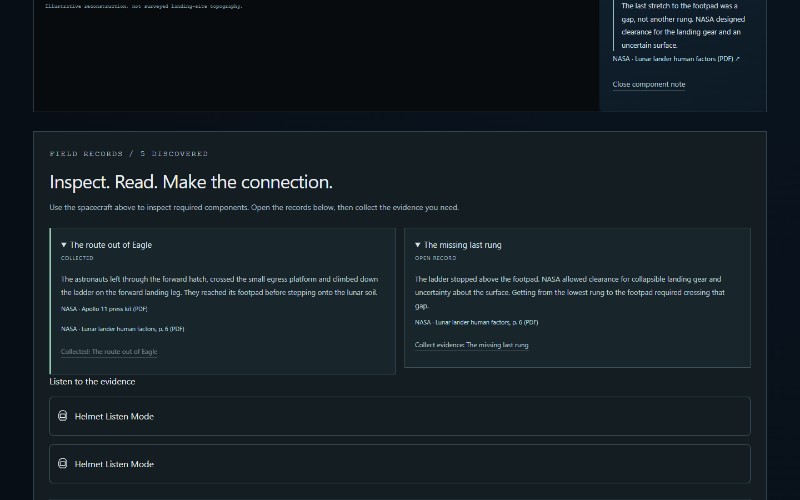 Illustrative reconstruction, not surveyed landing-site topography.
The last stretch to the footpad was a
gap, not another rung. NASA designed
clearance for the landing gear and an
uncertain surface.
NASA · Lunar lander human factors (PDF) ↗
Close component note
FIELD RECORDS / 5 DISCOVERED
Inspect. Read. Make the connection.
Use the spacecraft above to inspect required components. Open the records below, then collect the evidence you need.
▼ The route out of Eagle
COLLECTED
The astronauts left through the forward hatch, crossed the small egress platform and climbed down
the ladder on the forward landing leg. They reached its footpad before stepping onto the lunar soil.
NASA · Apollo 11 press kit (PDF)
NASA · Lunar lander human factors, p. 6 (PDF)
Collected: The route out of Eagle
▼ The missing last rung
OPEN RECORD
The ladder stopped above the footpad. NASA allowed clearance for collapsible landing gear and
uncertainty about the surface. Getting from the lowest rung to the footpad required crossing that
gap.
NASA · Lunar lander human factors, p. 6 (PDF)
Collect evidence: The missing last rung
Listen to the evidence
Helmet Listen Mode
Helmet Listen Mode